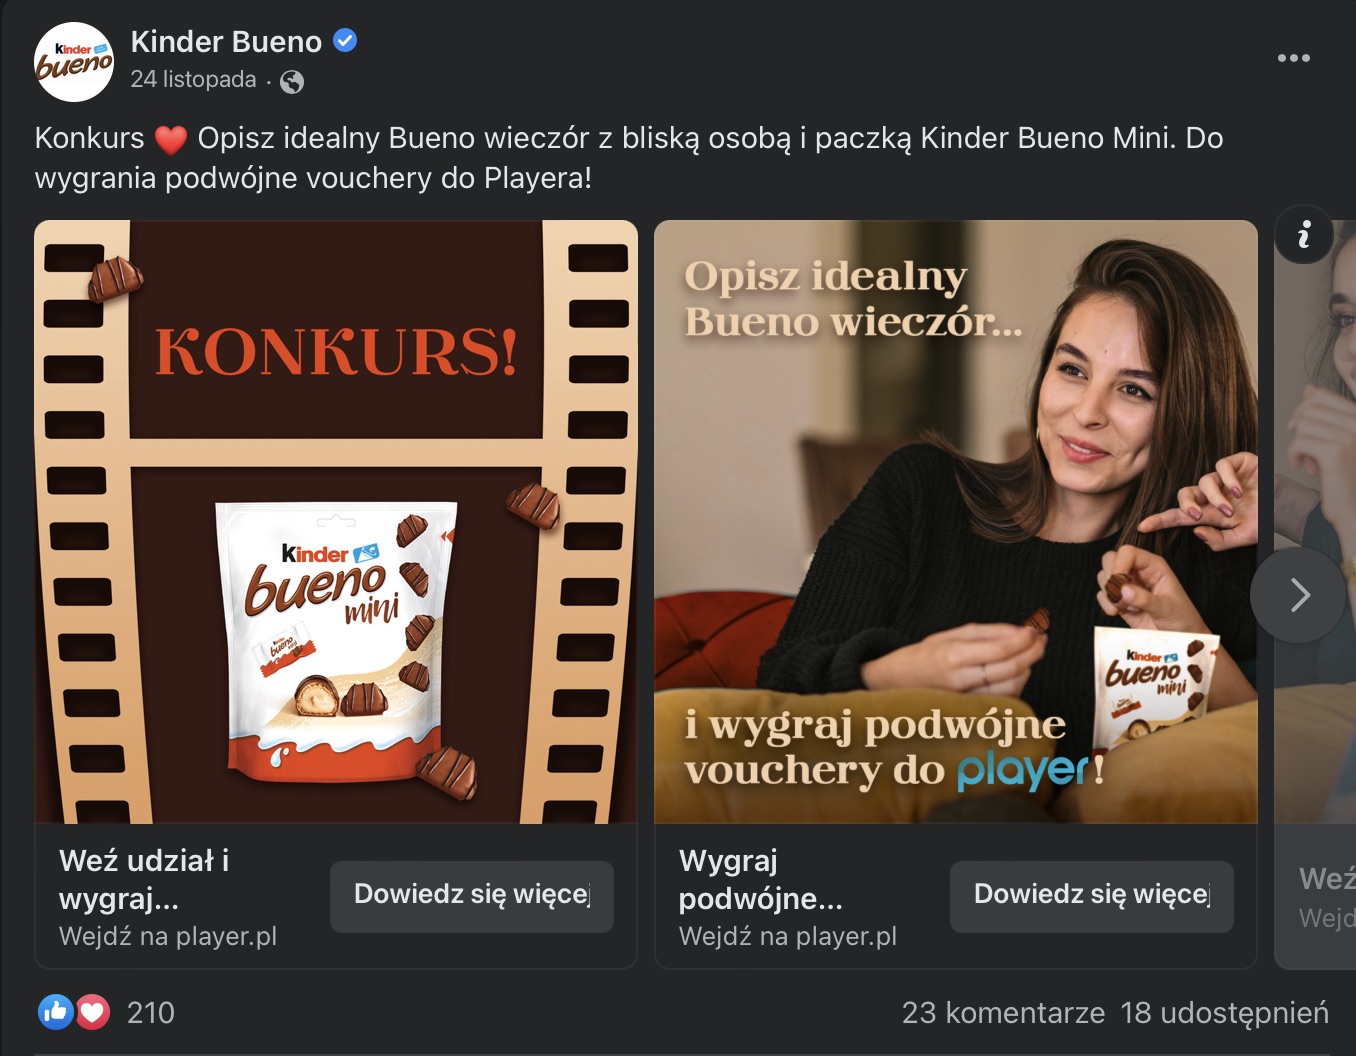 Kinder bueno
Kinder Bueno
24 listopada ·
Konkurs ❤️ Opisz idealny Bueno wieczór z bliską osobą i paczką Kinder Bueno Mini. Do
wygrania podwójne vouchery do Playera!
KONKURS!
Kinder
bueno
mini
bueno
Opisz idealny
Bueno wieczór...
Kinder
bueno
mini
i wygraj podwójne
vouchery do player!
Weź udział i
wygraj...
Wejdź na player.pl
Dowiedz się więcej
Wygraj
podwójne...
Wejdź na player.pl
Dowiedz się więcej
Weź
Wejd
210
23 komentarze 18 udostępnień